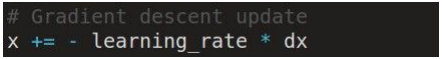 # Gradient descent update
x += - learning_rate * dx